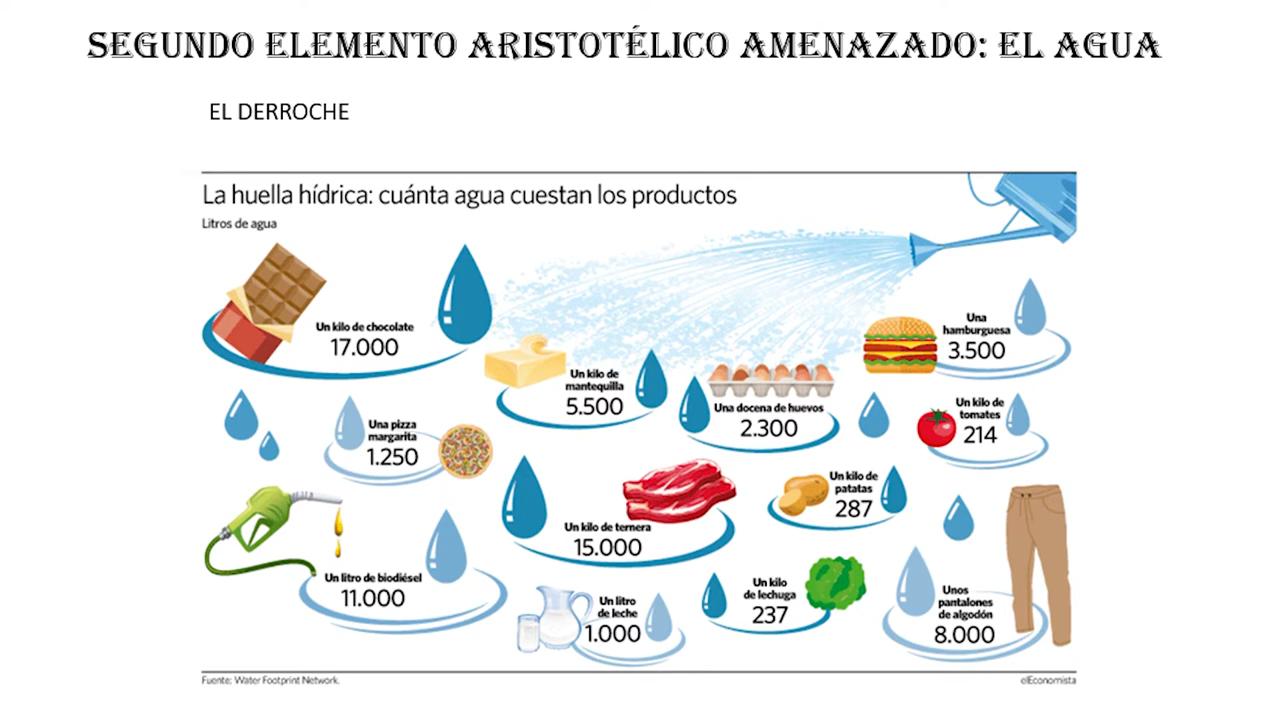 SEGUNDO ELEMENTO ARISTOTÉLICO AMENAZADO: EL AGUA
EL DERROCHE
La huella hídrica: cuánta agua cuestan los productos
Litros de agua
Un kilo de chocolate
17.000
Un kilo de
mantequilla
5.500
Una docena de huevos
2.300
Una
hamburguesa
3.500
Una pizza
margarita
1.250
Un kilo de
tomates
214
Un kilo de ternera
15.000
Un kilo de
patatas
287
Un litro de biodiésel
11.000
Un litro
de leche
1.000
Un kilo
de lechuga
237
Unos
pantalones
de algodón
8.000
Fuente: Water Footprint Network.
elEconomista